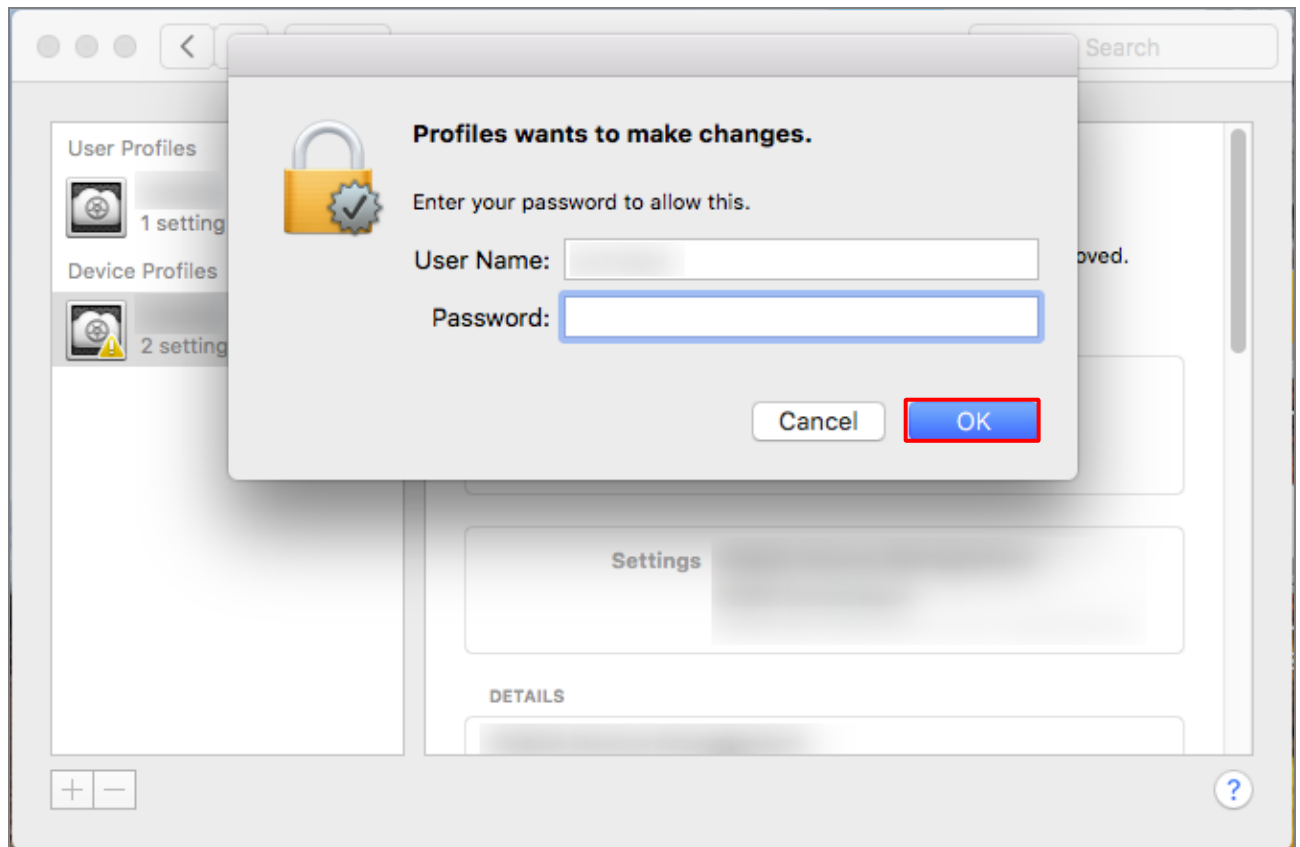 Search
User Profiles
1 setting
Device Profiles
2 setting
Profiles wants to make changes.
Enter your password to allow this.
User Name:
Password:
Cancel OK
oved.
Settings
DETAILS
?